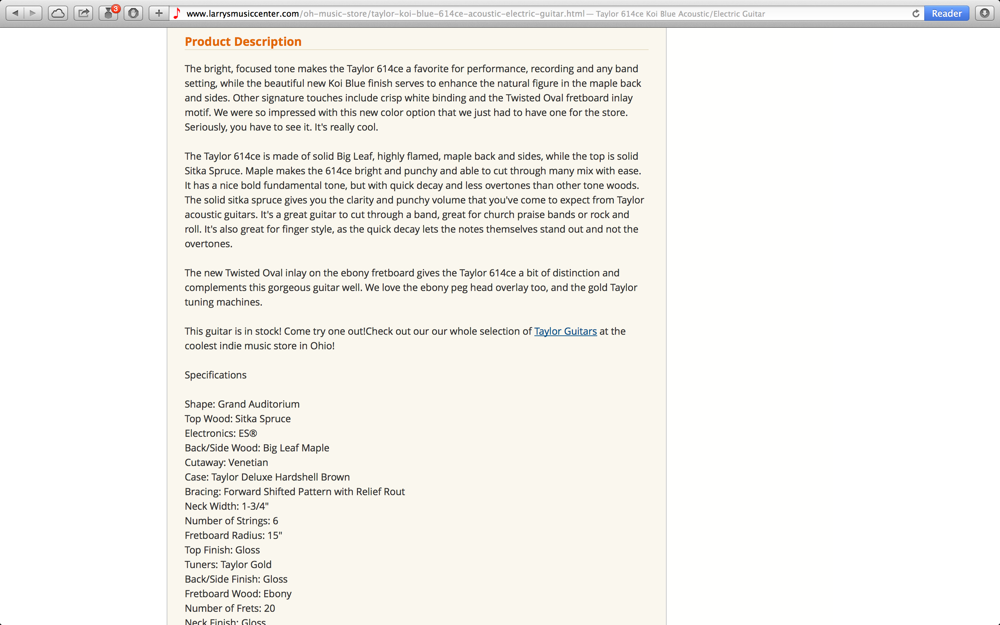 3
www.larrysmusiccenter.com/oh-music-store/taylor-koi-blue-614ce-acoustic-electric-guitar.html — Taylor 614ce Koi Blue Acoustic/Electric Guitar
Reader
Product Description
The bright, focused tone makes the Taylor 614ce a favorite for performance, recording and any band
setting, while the beautiful new Koi Blue finish serves to enhance the natural figure in the maple back
and sides. Other signature touches include crisp white binding and the Twisted Oval fretboard inlay
motif. We were so impressed with this new color option that we just had to have one for the store.
Seriously, you have to see it. It's really cool.
The Taylor 614ce is made of solid Big Leaf, highly flamed, maple back and sides, while the top is solid
Sitka Spruce. Maple makes the 614ce bright and punchy and able to cut through many mix with ease.
It has a nice bold fundamental tone, but with quick decay and less overtones than other tone woods.
The solid sitka spruce gives you the clarity and punchy volume that you've come to expect from Taylor
acoustic guitars. It's a great guitar to cut through a band, great for church praise bands or rock and
roll. It's also great for finger style, as the quick decay lets the notes themselves stand out and not the
overtones.
The new Twisted Oval inlay on the ebony fretboard gives the Taylor 614ce a bit of distinction and
complements this gorgeous guitar well. We love the ebony peg head overlay too, and the gold Taylor
tuning machines.
This guitar is in stock! Come try one out!Check out our our whole selection of Taylor Guitars at the
coolest indie music store in Ohio!
Specifications
Shape: Grand Auditorium
Top Wood: Sitka Spruce
Electronics: ES®
Back/Side Wood: Big Leaf Maple
Cutaway: Venetian
Case: Taylor Deluxe Hardshell Brown
Bracing: Forward Shifted Pattern with Relief Rout
Neck Width: 1-3/4"
Number of Strings: 6
Fretboard Radius: 15"
Top Finish: Gloss
Tuners: Taylor Gold
Back/Side Finish: Gloss
Fretboard Wood: Ebony
Number of Frets: 20
Neck Finish: Gloss